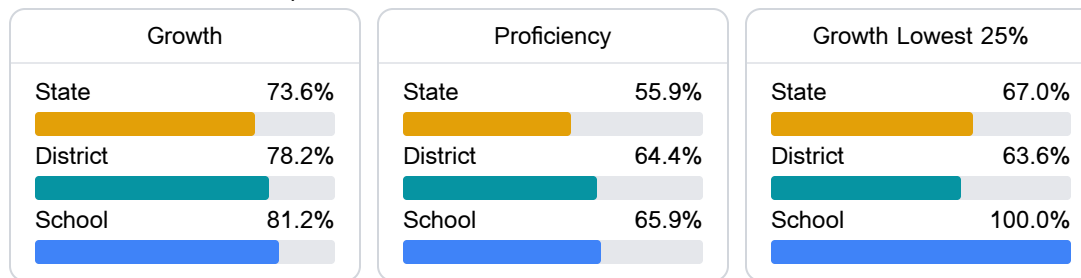 Growth
State 73.6%
District 78.2%
School 81.2%
Proficiency
State 55.9%
District 64.4%
School 65.9%
Growth Lowest 25%
State 67.0%
District 63.6%
School 100.0%